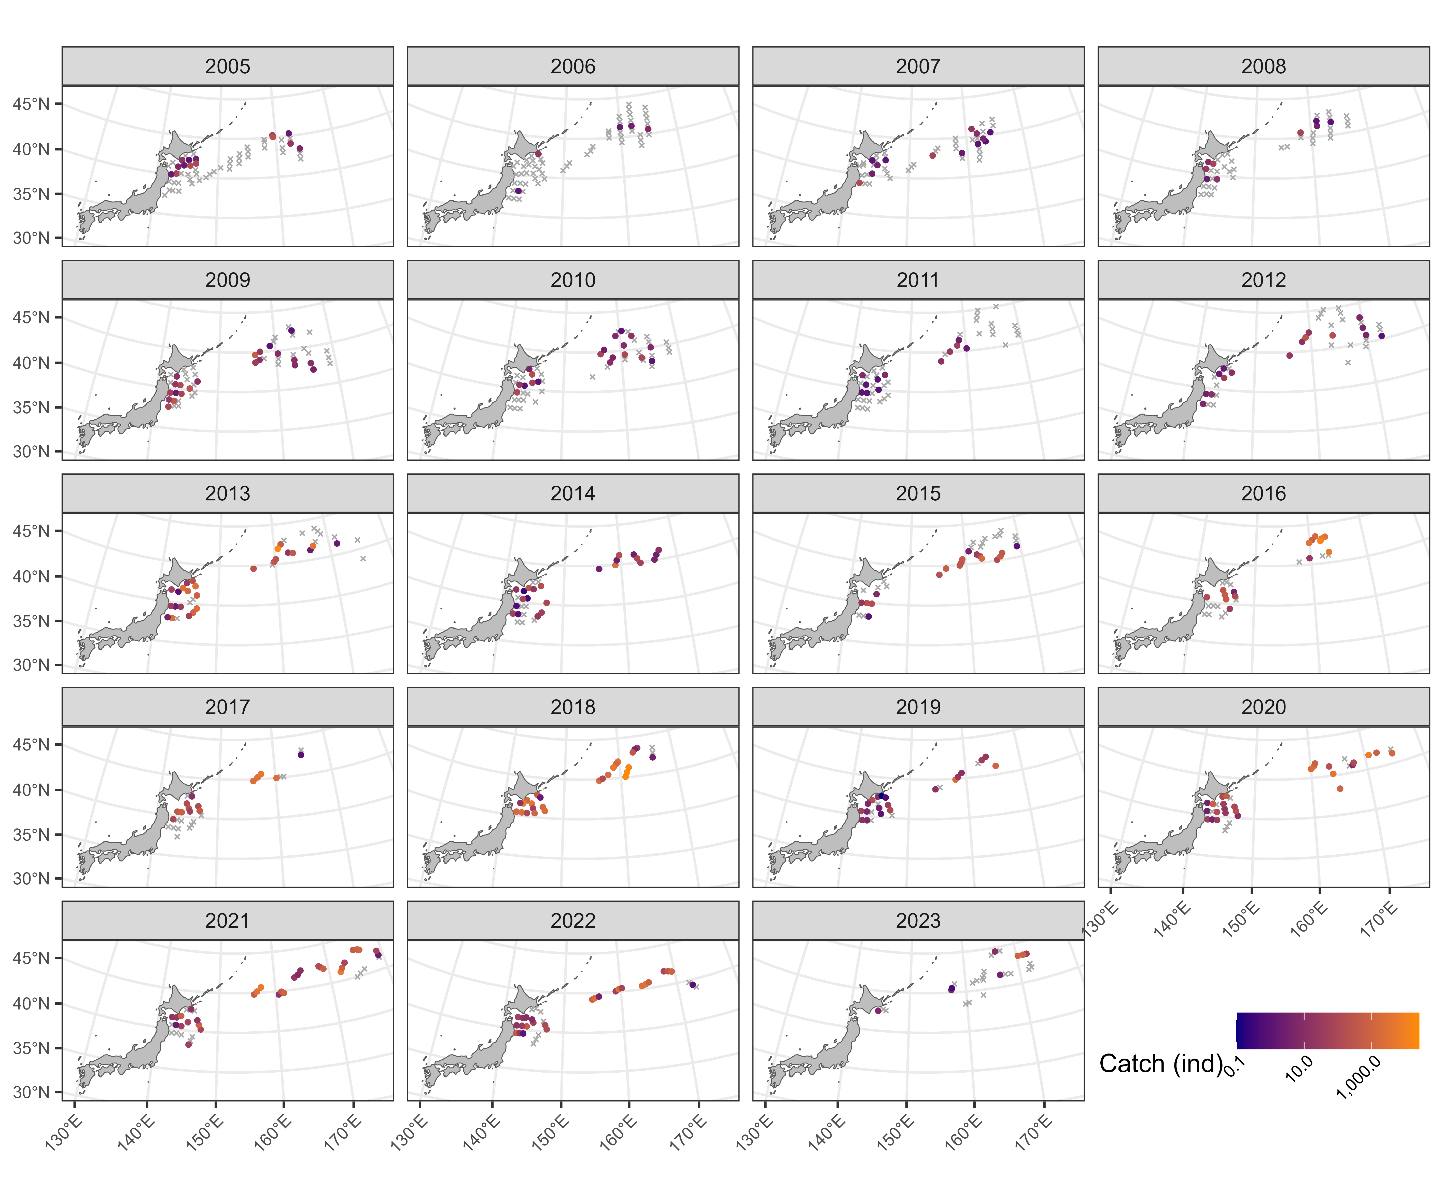 2005 2006 2007 2008
45°N
40°N
35°N
30°N
2009 2010 2011 2012
45°N
40°N
35°N
30°N
2013 2014 2015 2016
45°N
40°N
35°N
30°N
2017 2018 2019 2020
45°N
40°N
35°N
30°N
130°E 140°E 150°E 160°E 170°E
2021 2022 2023
45°N
40°N
35°N
30°N
Catch (ind)
0.1 10.0 1,000.0
130°E 140°E 150°E 160°E 170°E 130°E 140°E 150°E 160°E 170°E 130°E 140°E 150°E 160°E 170°E